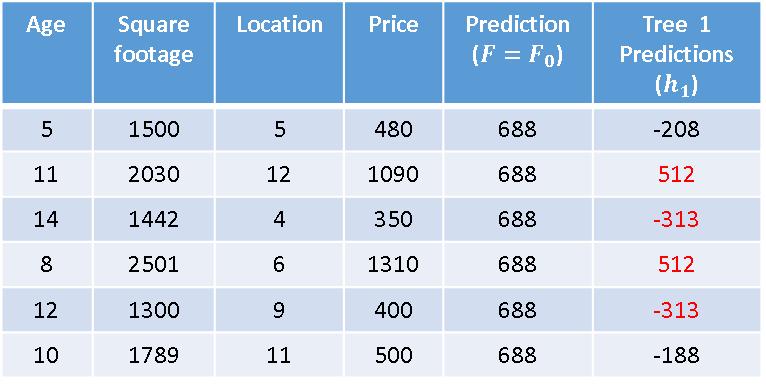 Age Square footage Location Price Prediction (F = F₀) Tree 1 Predictions (h₁)
5 1500 5 480 688 -208
11 2030 12 1090 688 512
14 1442 4 350 688 -313
8 2501 6 1310 688 512
12 1300 9 400 688 -313
10 1789 11 500 688 -188